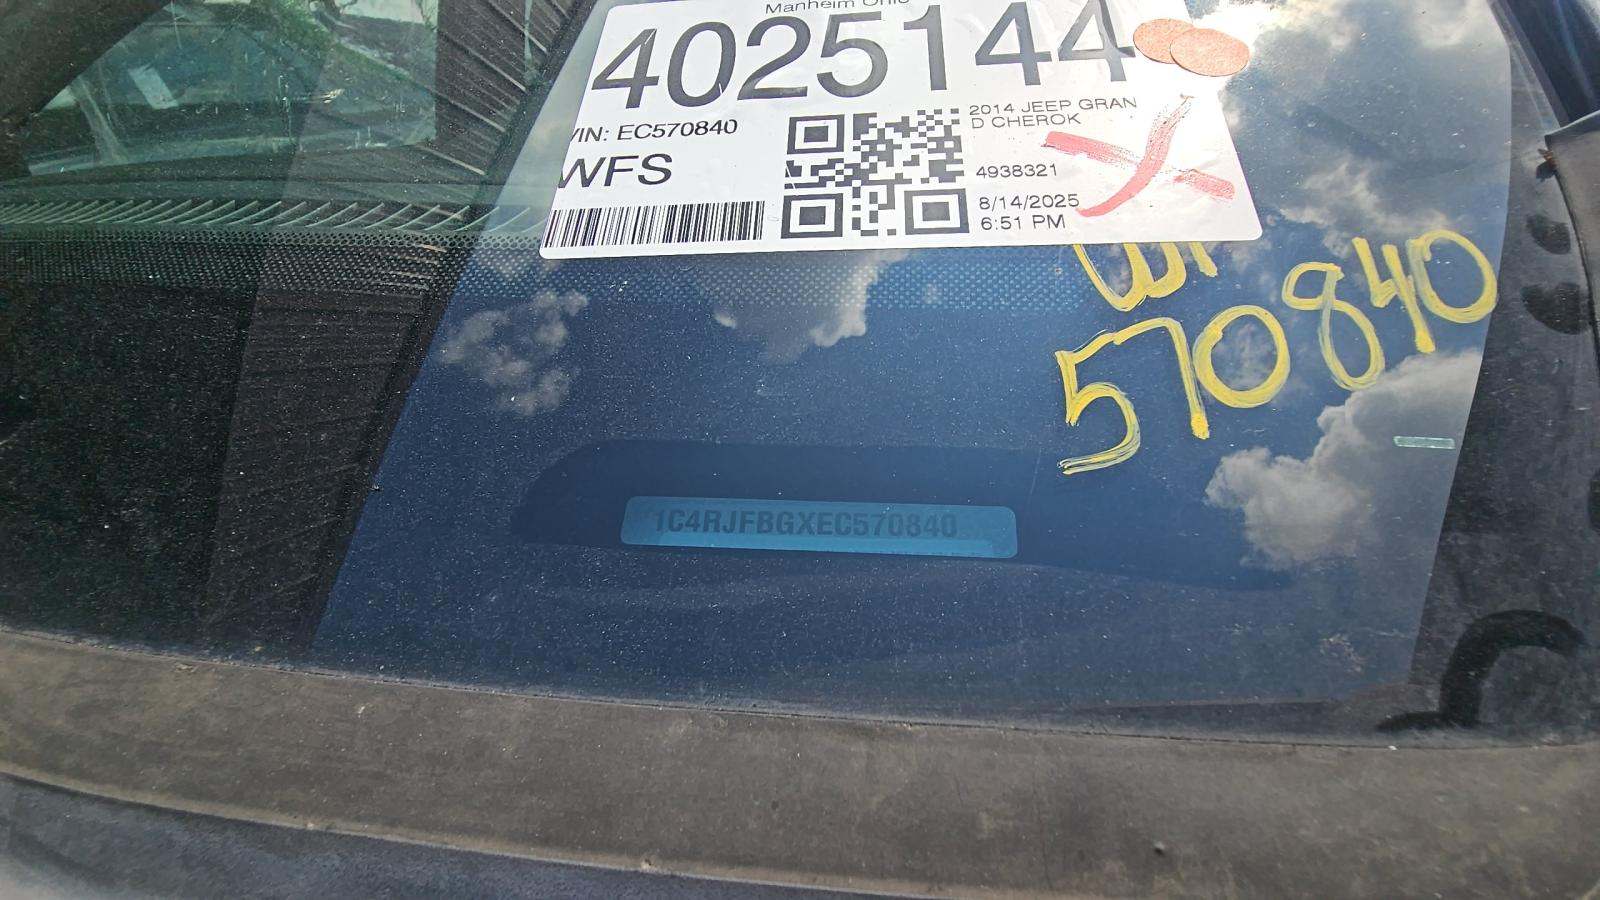 Manheim Ohio
4025144
VIN: EC570840
WFS
2014 JEEP GRAN
D CHEROK
4938321
8/14/2025
6:51 PM
570840
1C4RJFBGXEC570840